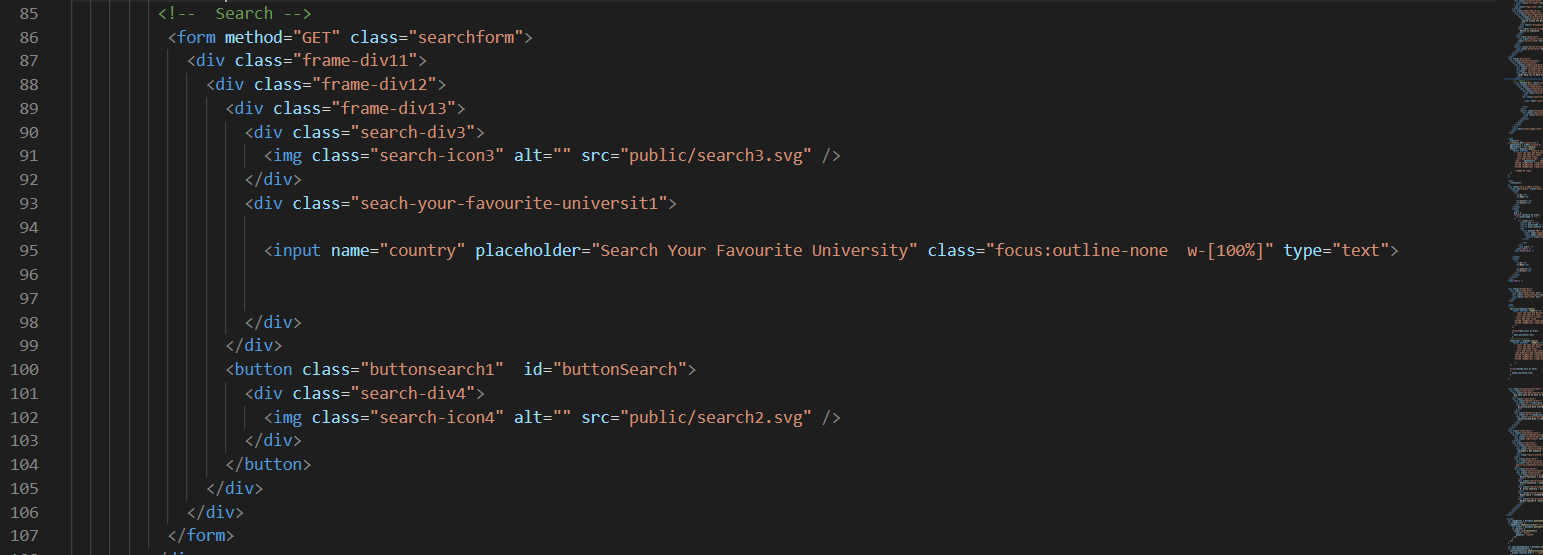 85 <!--  Search -->
86 <form method="GET" class="searchform">
87 <div class="frame-div11">
88 <div class="frame-div12">
89 <div class="frame-div13">
90 <div class="search-div3">
91 <img class="search-icon3" alt="" src="public/search3.svg" />
92 </div>
93 <div class="seach-your-favourite-universit1">
94
95 <input name="country" placeholder="Search Your Favourite University" class="focus:outline-none  w-[100%]" type="text">
96
97
98 </div>
99 </div>
100 <button class="buttonsearch1"  id="buttonSearch">
101 <div class="search-div4">
102 <img class="search-icon4" alt="" src="public/search2.svg" />
103 </div>
104 </button>
105 </div>
106 </div>
107 </form>